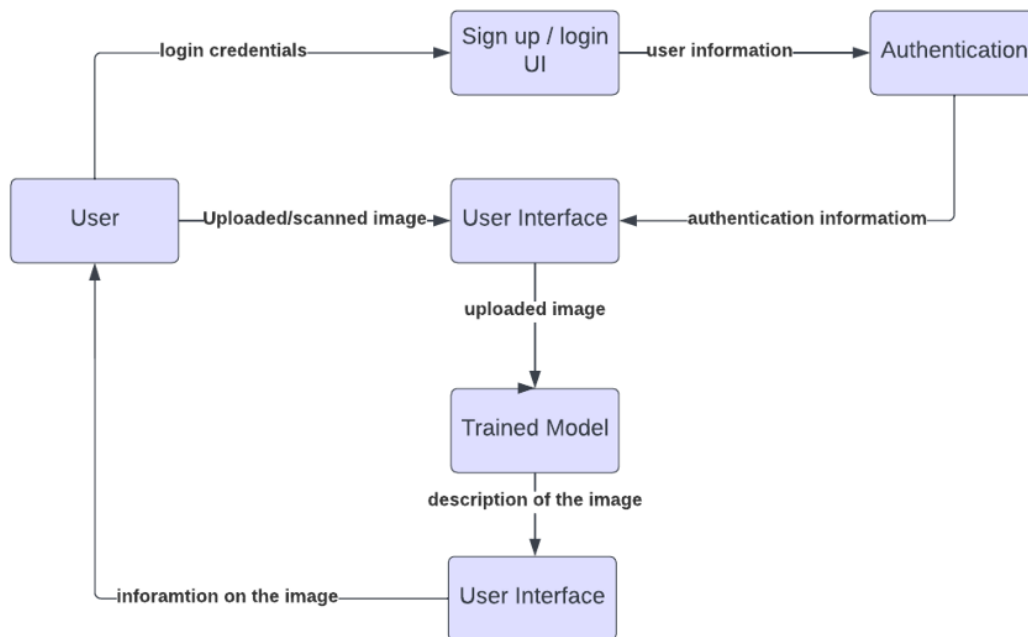 login credentials
Sign up / login
UI
user information
Authentication
User
Uploaded/scanned image
User Interface
authentication informatiom
uploaded image
Trained Model
description of the image
inforamtion on the image
User Interface